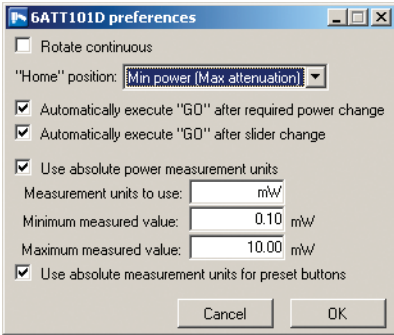 6ATT101D preferences
Rotate continuous
"Home" position: Min power (Max attenuation)
Automatically execute "GO" after required power change
Automatically execute "GO" after slider change
Use absolute power measurement units
Measurement units to use: mW
Minimum measured value: 0.10 mW
Maximum measured value: 10.00 mW
Use absolute measurement units for preset buttons
Cancel OK